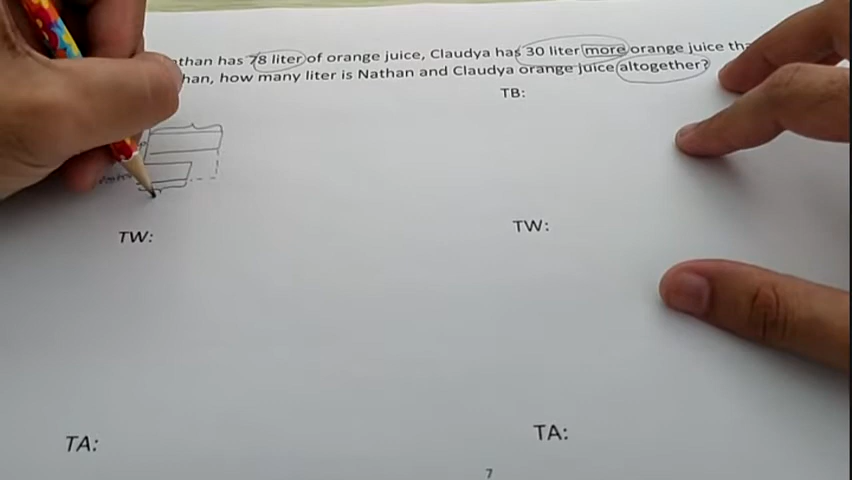 than has 78 liter of orange juice, Claudya has 30 liter more orange juice th
han, how many liter is Nathan and Claudya orange juice altogether?
TB:
TW:
TW:
TA:
TA:
7